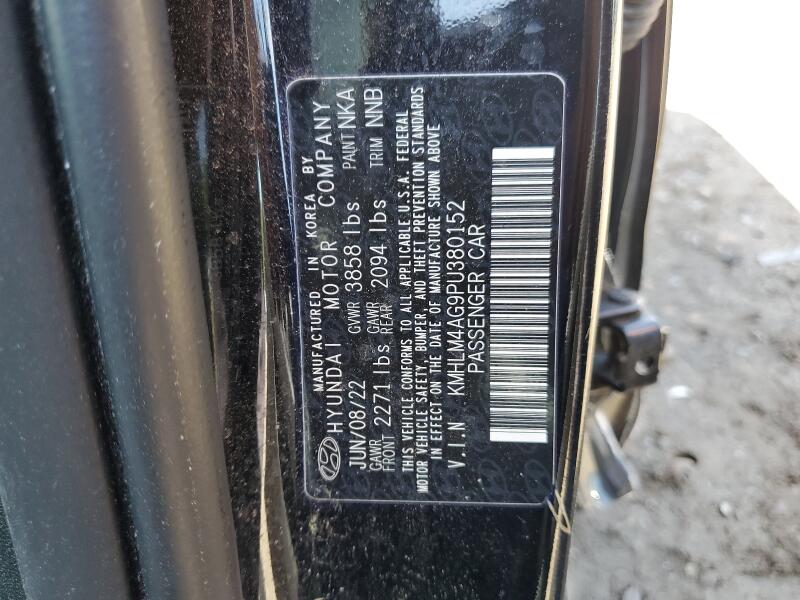 MANUFACTURED IN KOREA BY
HYUNDAI MOTOR COMPANY
JUN/08/22 GVWR 3858 lbs PAINT NKA
GAWR FRONT 2271 lbs GAWR REAR 2094 lbs TRIM NNB
THIS VEHICLE CONFORMS TO ALL APPLICABLE U.S.A. FEDERAL
MOTOR VEHICLE SAFETY, BUMPER, AND THEFT PREVENTION STANDARDS
IN EFFECT ON THE DATE OF MANUFACTURE SHOWN ABOVE
V.I.N KMHLM4AG9PU380152
PASSENGER CAR